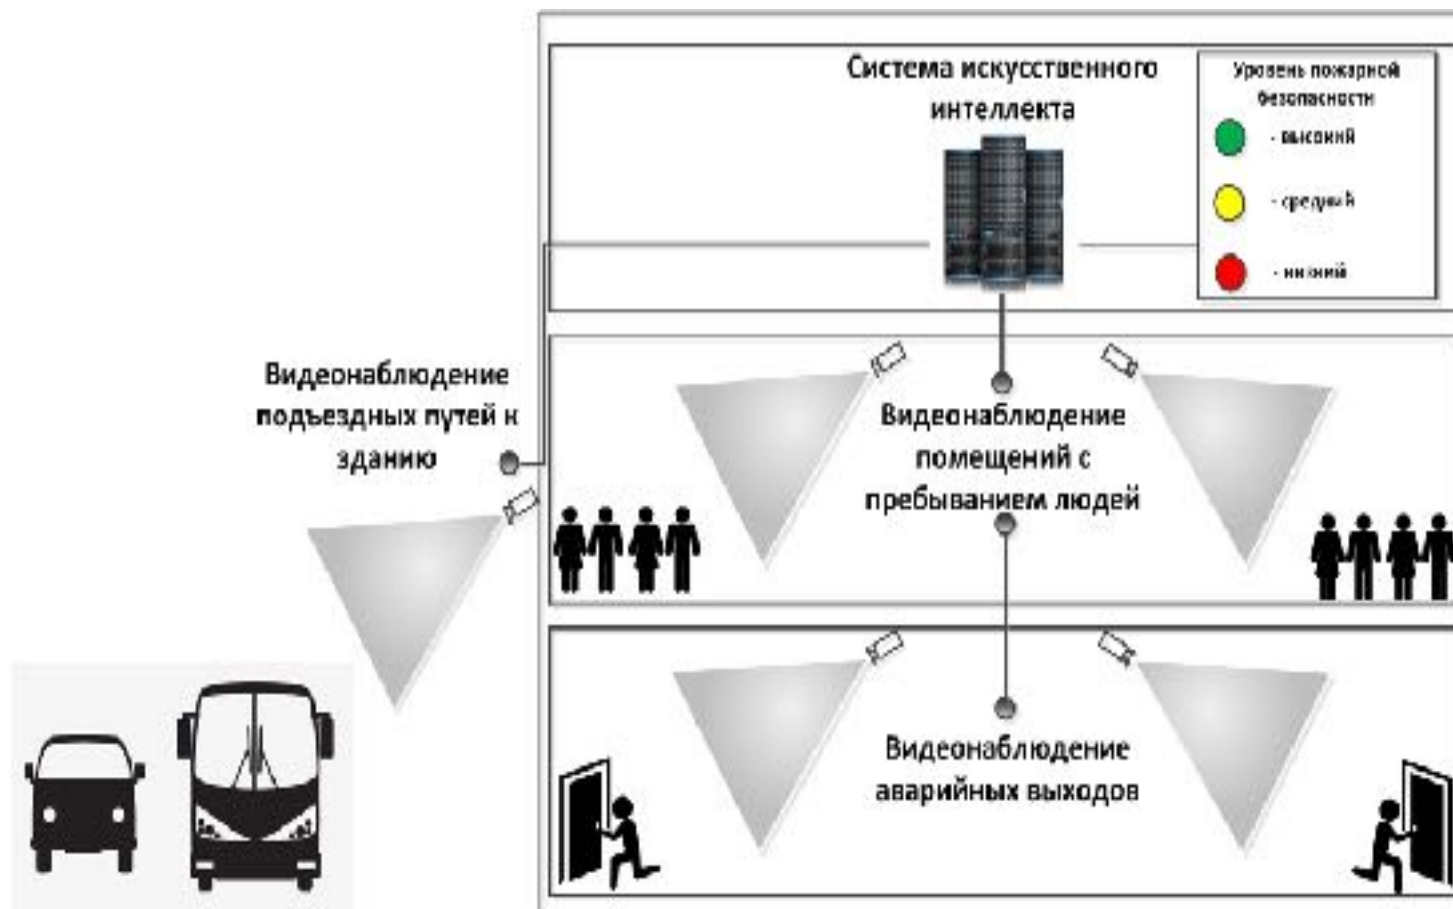 Система искусственного
интеллекта
Уровень пожарной
безопасности
- высокий
- средний
- низкий
Видеонаблюдение
подъездных путей к
зданию
Видеонаблюдение
помещений с
пребыванием людей
Видеонаблюдение
аварийных выходов